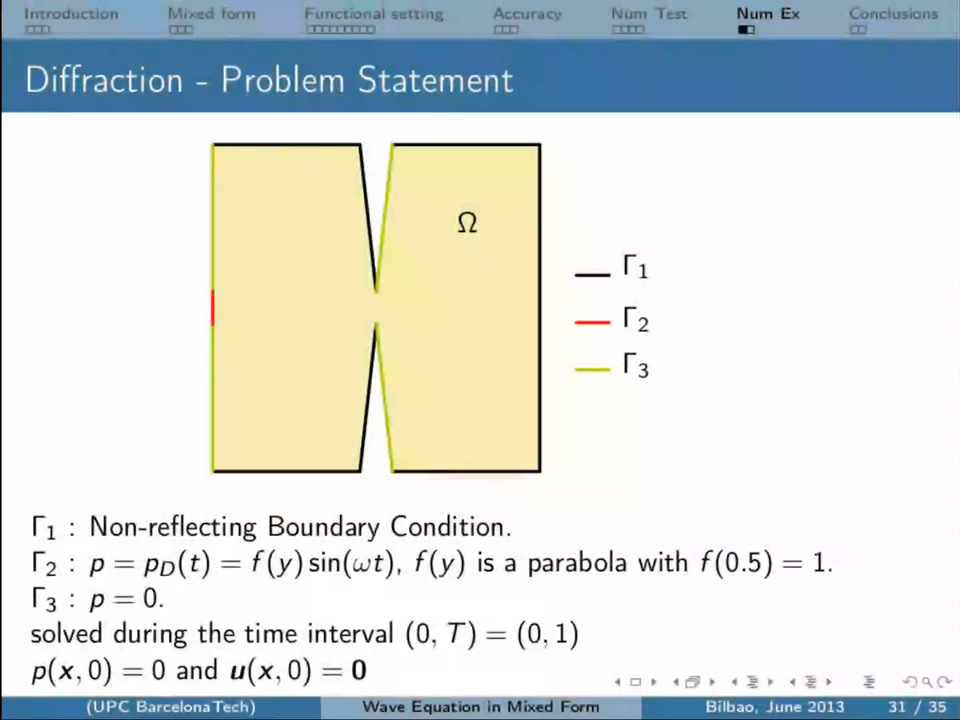 Introduction Mixed form Functional setting Accuracy Num Test Num Ex Conclusions
Diffraction - Problem Statement
Ω
Γ₁
Γ₂
Γ₃
Γ₁ : Non-reflecting Boundary Condition.
Γ₂ : p = p_D(t) = f(y) sin(ωt), f(y) is a parabola with f(0.5) = 1.
Γ₃ : p = 0.
solved during the time interval (0, T) = (0, 1)
p(x, 0) = 0 and u(x, 0) = 0
(UPC BarcelonaTech) Wave Equation in Mixed Form Bilbao, June 2013 31 / 35